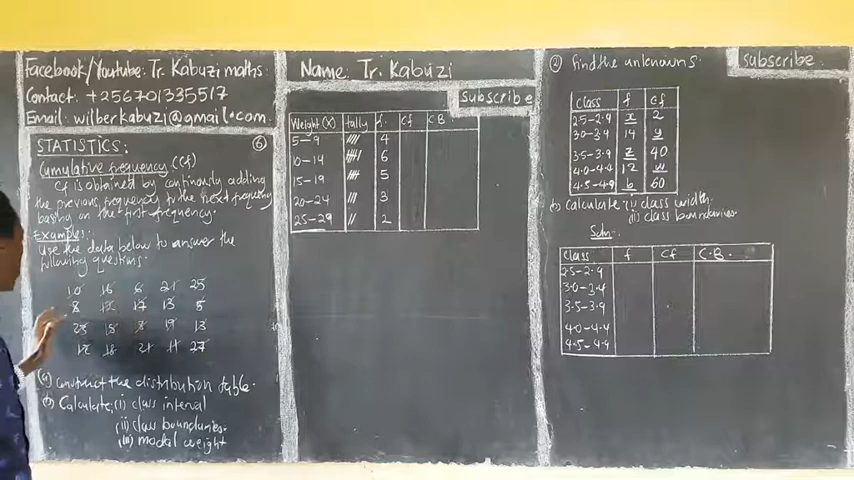 Facebook/Youtube: Tr. Kabuzi maths.
Contact: +256701335517
Email: wilberkabuzi@gmail.com
STATISTICS: ⑥
Cumulative frequency (Cf)
Cf is obtained by continously adding
the previous frequency to the next frequency
basing on the first frequency.
Example:
Use the data below to answer the
following questions.
10 16 6 21 25
8 12 17 13 5
23 18 8 19 13
12 18 21 11 27
(a) construct the distribution table.
(b) Calculate; (i) class interval
(ii) class boundaries.
(iii) modal weight
Name: Tr. Kabuzi
subscribe
Weight (X) tally f. Cf C B
5-9 4
10-14 6
15-19 5
20-24 3
25-29 2
② find the unknowns.
subscribe
class f cf
2.5-2.9 x 2
3.0-3.4 14 y
3.5-3.9 z 40
4.0-4.4 12 w
4.5-4.9 b 60
(b) calculate: (i) class width.
(ii) class boundaries.
Soln:
Class f Cf C.B.
2.5-2.9
3.0-3.4
3.5-3.9
4.0-4.4
4.5-4.9